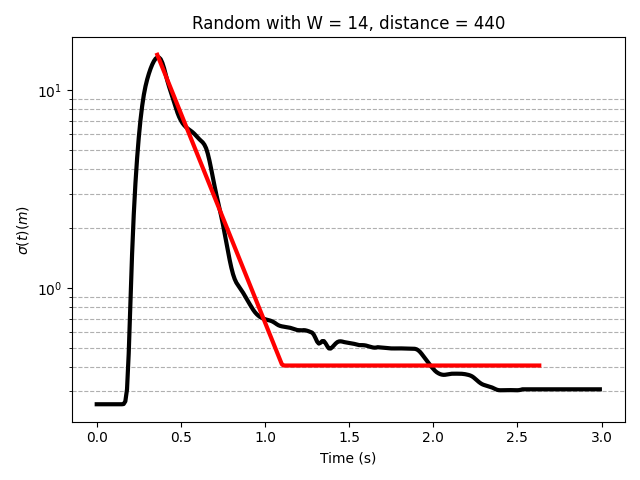 Random with W = 14, distance = 440
σ(t)(m)
10¹
10⁰
0.0 0.5 1.0 1.5 2.0 2.5 3.0
Time (s)